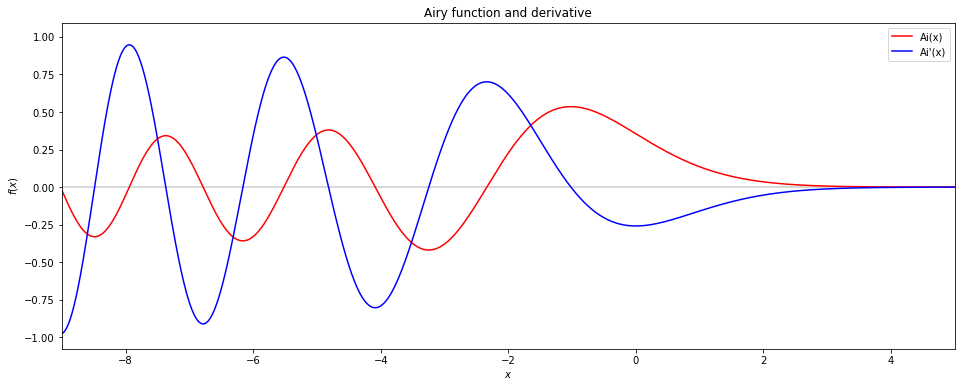 Airy function and derivative
Ai(x)
Ai'(x)
f(x)
1.00
0.75
0.50
0.25
0.00
−0.25
−0.50
−0.75
−1.00
−8 −6 −4 −2 0 2 4
x